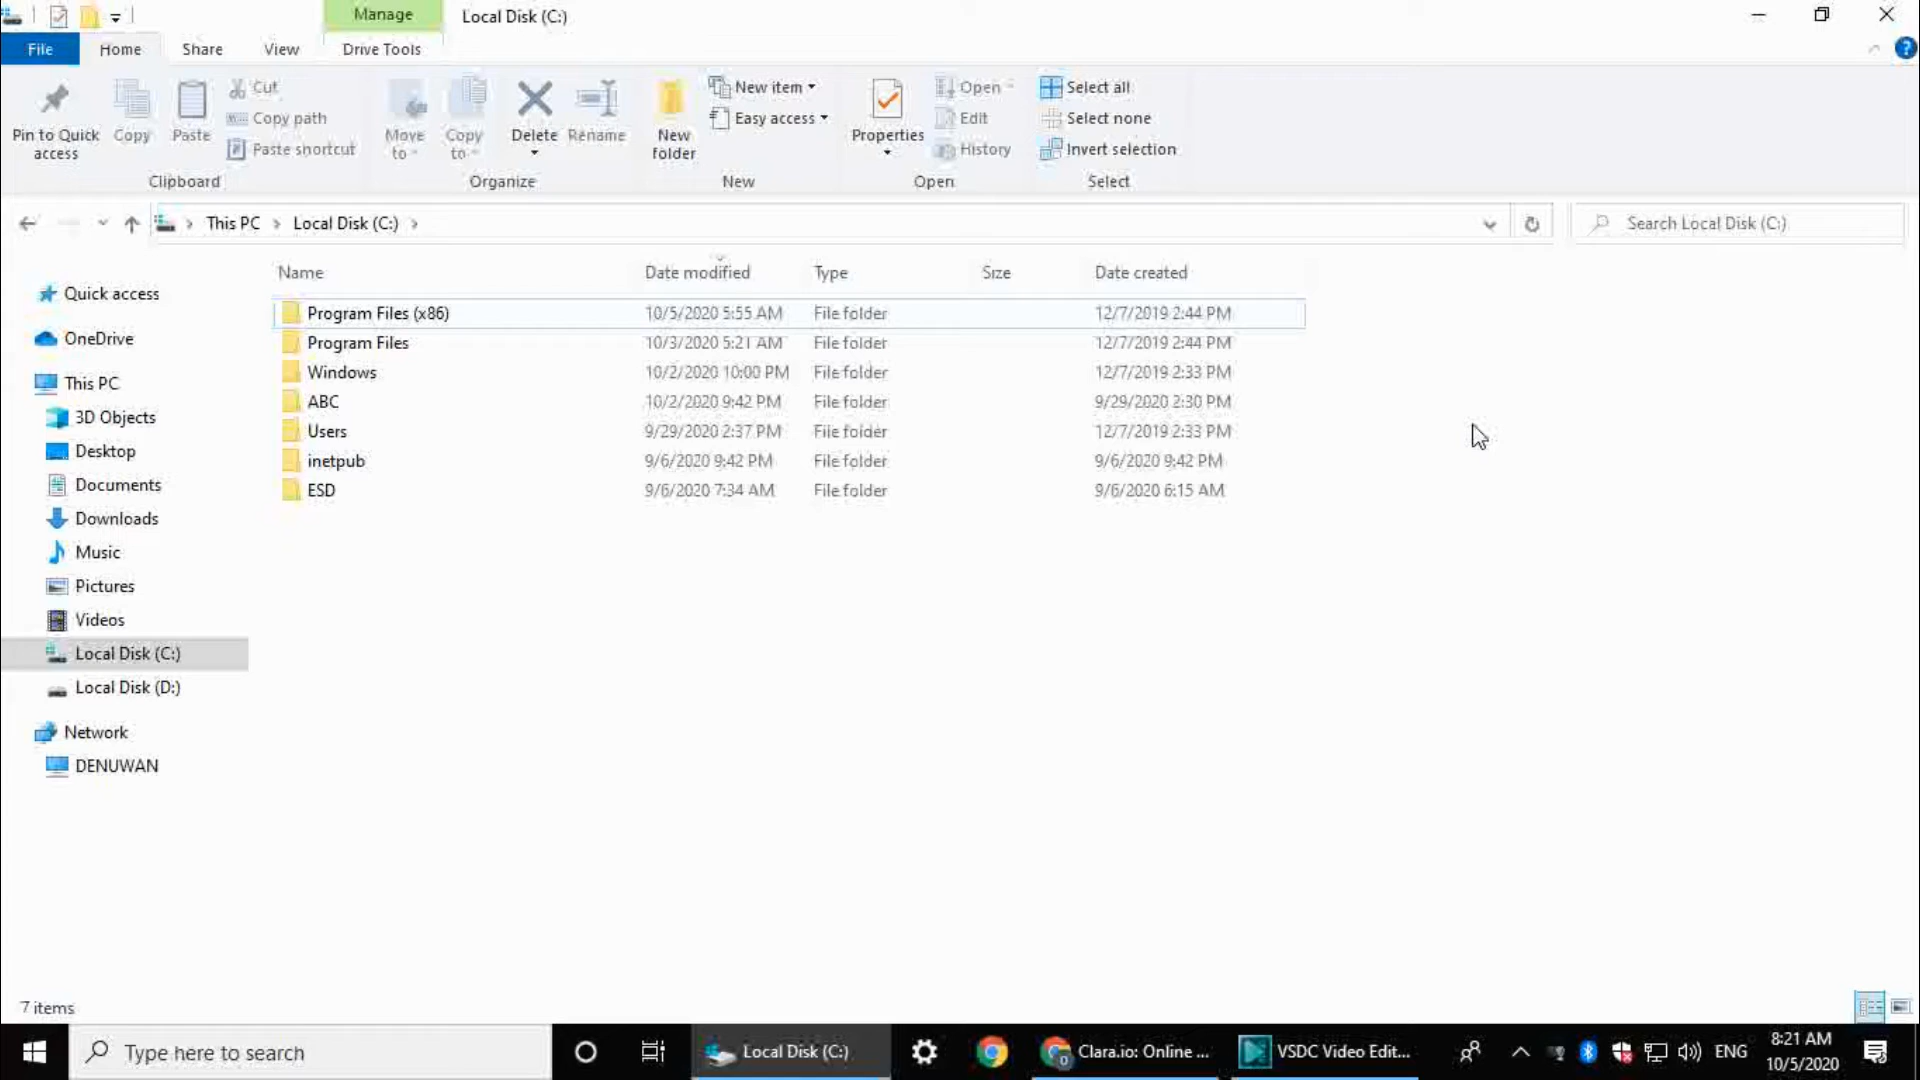 Manage
Local Disk (C:)
File
Home
Share
View
Drive Tools
Pin to Quick access
Copy
Paste
Cut
Copy path
Paste shortcut
Clipboard
Move to
Copy to
Delete
Rename
Organize
New folder
New item
Easy access
New
Properties
Open
Edit
History
Open
Select all
Select none
Invert selection
Select
This PC
Local Disk (C:)
Search Local Disk (C:)
Name Date modified Type Size Date created
Program Files (x86) 10/5/2020 5:55 AM File folder 12/7/2019 2:44 PM
Program Files 10/3/2020 5:21 AM File folder 12/7/2019 2:44 PM
Windows 10/2/2020 10:00 PM File folder 12/7/2019 2:33 PM
ABC 10/2/2020 9:42 PM File folder 9/29/2020 2:30 PM
Users 9/29/2020 2:37 PM File folder 12/7/2019 2:33 PM
inetpub 9/6/2020 9:42 PM File folder 9/6/2020 9:42 PM
ESD 9/6/2020 7:34 AM File folder 9/6/2020 6:15 AM
Quick access
OneDrive
This PC
3D Objects
Desktop
Documents
Downloads
Music
Pictures
Videos
Local Disk (C:)
Local Disk (D:)
Network
DENUWAN
7 items
Type here to search
Local Disk (C:)
Clara.io: Online ...
VSDC Video Edit...
ENG
8:21 AM
10/5/2020